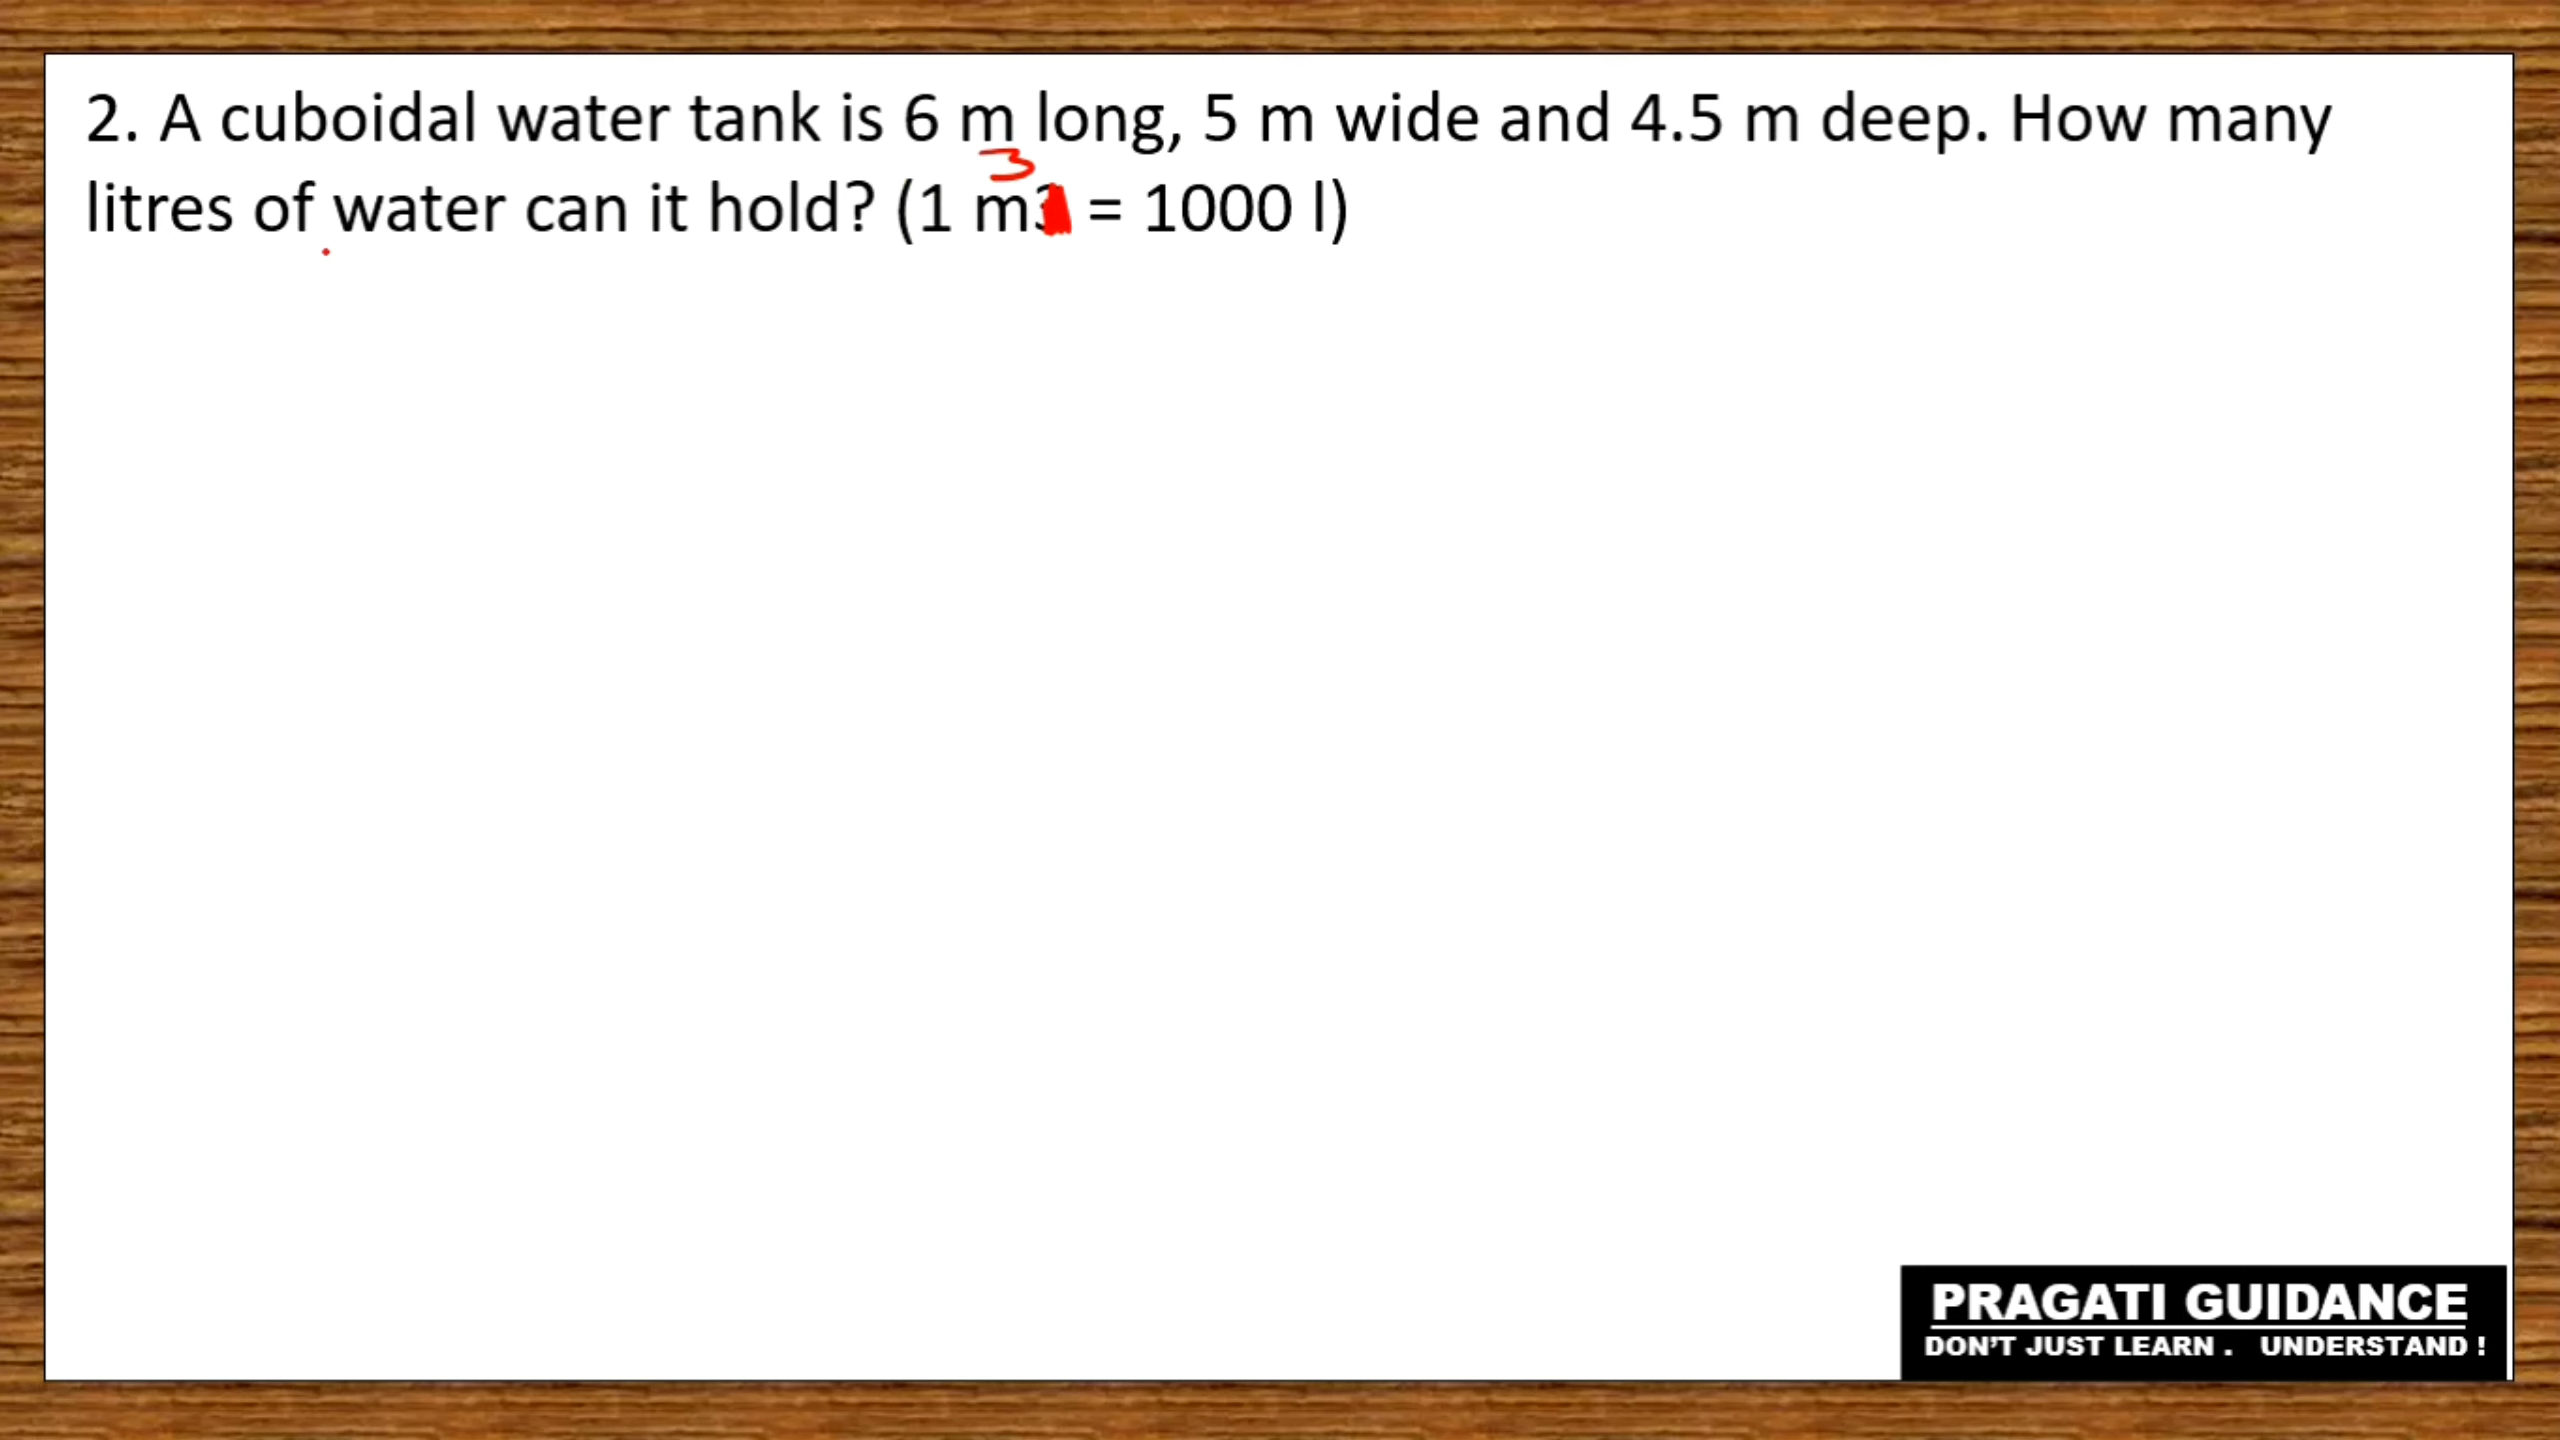 2. A cuboidal water tank is 6 m long, 5 m wide and 4.5 m deep. How many
3
litres of water can it hold? (1 m3 = 1000 l)
PRAGATI GUIDANCE
DON'T JUST LEARN . UNDERSTAND !